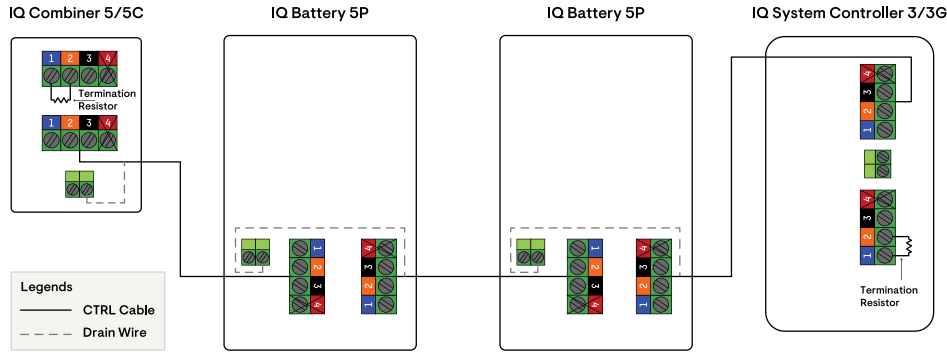 IQ Combiner 5/5C
IQ Battery 5P
IQ Battery 5P
IQ System Controller 3/3G
1 2 3 4
Termination
Resistor
1 2 3 4
1
2
3
4
4
3
2
1
1
2
3
4
4
3
2
1
4
3
2
1
4
3
2
1
Termination
Resistor
Legends
CTRL Cable
Drain Wire